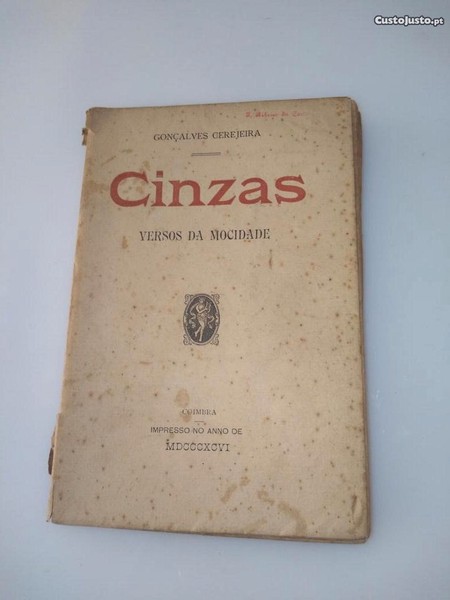 CustoJusto.pt
GONÇALVES CEREJEIRA
Cinzas
VERSOS DA MOCIDADE
COIMBRA
IMPRESSO NO ANNO DE
MDCCCXCVI